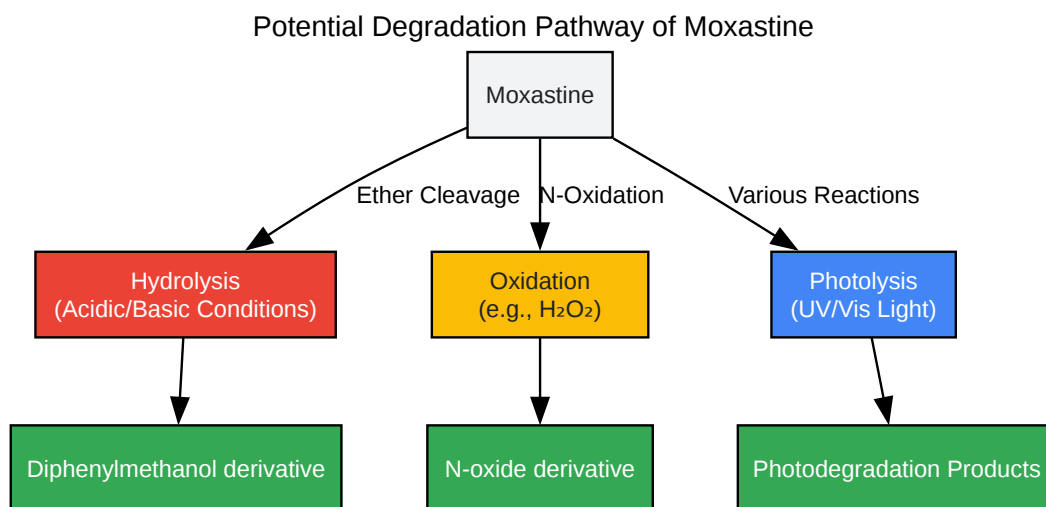 Potential Degradation Pathway of Moxastine
Moxastine
Ether Cleavage
N-Oxidation
Various Reactions
Hydrolysis
(Acidic/Basic Conditions)
Oxidation
(e.g., H₂O₂)
Photolysis
(UV/Vis Light)
Diphenylmethanol derivative
N-oxide derivative
Photodegradation Products